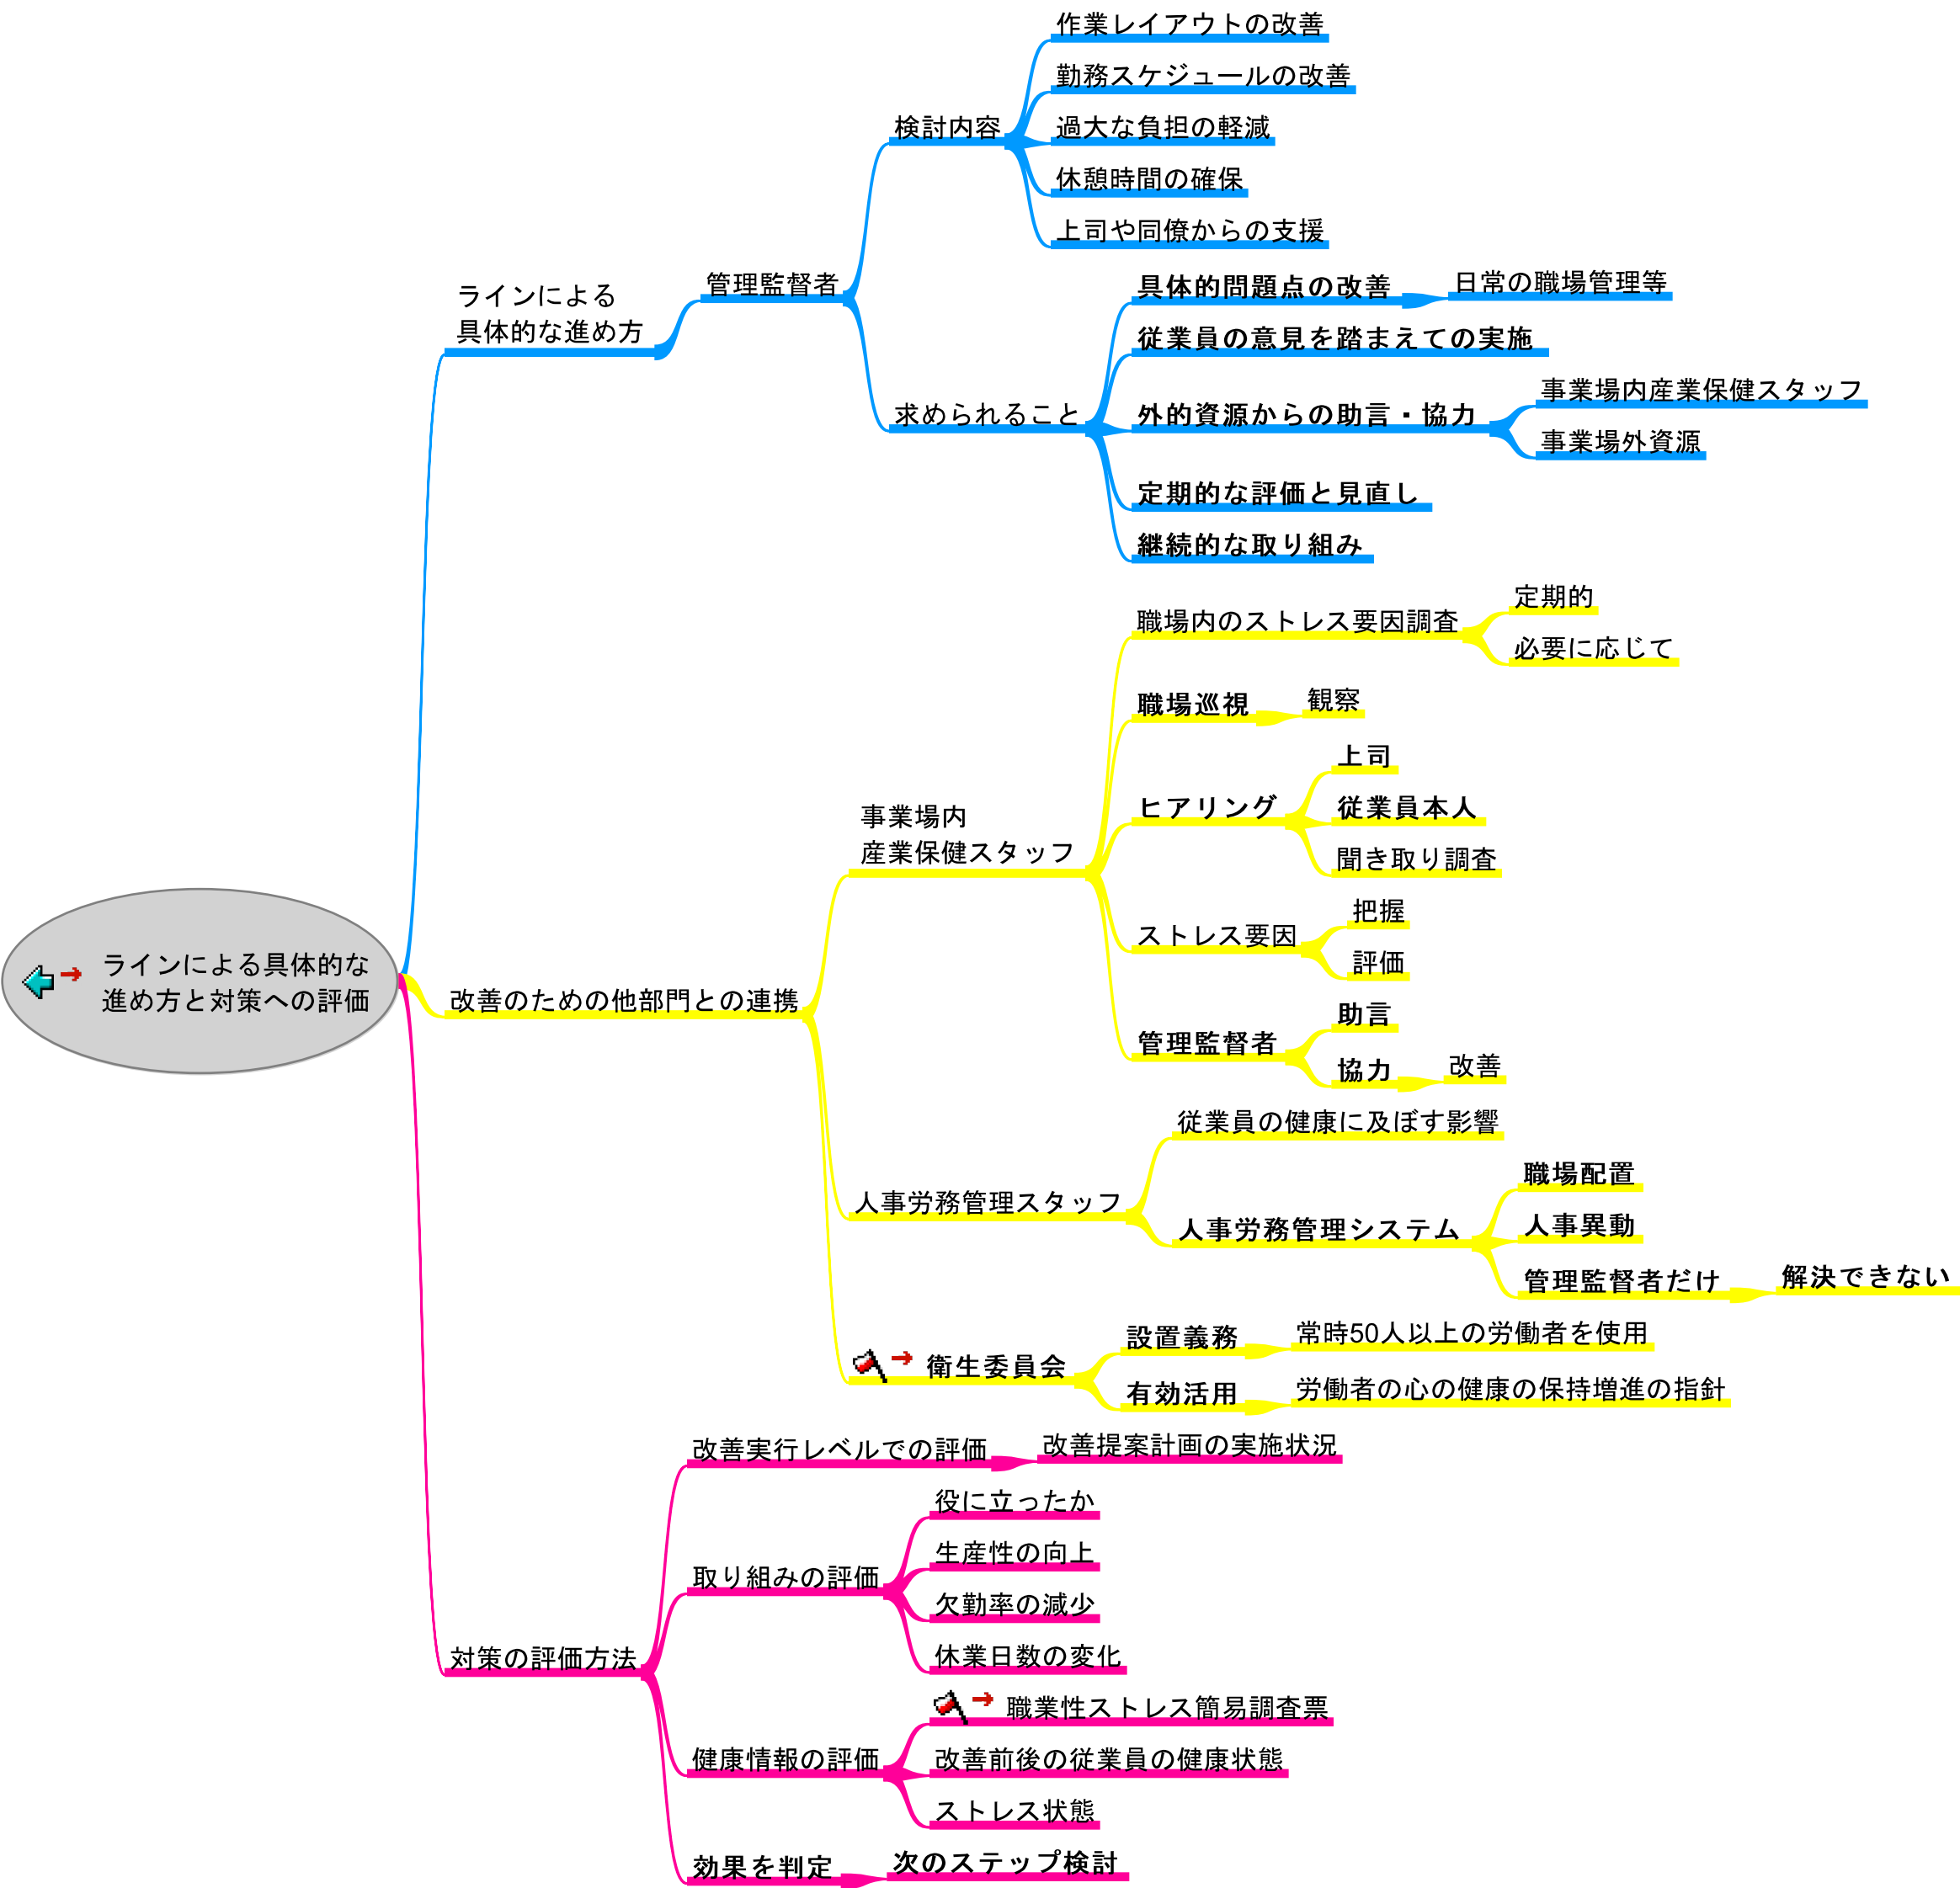 作業レイアウトの改善
勤務スケジュールの改善
検討内容
過大な負担の軽減
休憩時間の確保
上司や同僚からの支援
ラインによる
具体的な進め方
管理監督者
具体的問題点の改善
日常の職場管理等
従業員の意見を踏まえての実施
求められること
外的資源からの助言・協力
事業場内産業保健スタッフ
事業場外資源
定期的な評価と見直し
継続的な取り組み
職場内のストレス要因調査
定期的
必要に応じて
職場巡視
観察
事業場内
産業保健スタッフ
ヒアリング
上司
従業員本人
聞き取り調査
ストレス要因
把握
評価
ラインによる具体的な
進め方と対策への評価
改善のための他部門との連携
管理監督者
助言
協力
改善
従業員の健康に及ぼす影響
人事労務管理スタッフ
人事労務管理システム
職場配置
人事異動
管理監督者だけ
解決できない
衛生委員会
設置義務
常時50人以上の労働者を使用
有効活用
労働者の心の健康の保持増進の指針
改善実行レベルでの評価
改善提案計画の実施状況
役に立ったか
取り組みの評価
生産性の向上
欠勤率の減少
休業日数の変化
対策の評価方法
職業性ストレス簡易調査票
健康情報の評価
改善前後の従業員の健康状態
ストレス状態
効果を判定
次のステップ検討